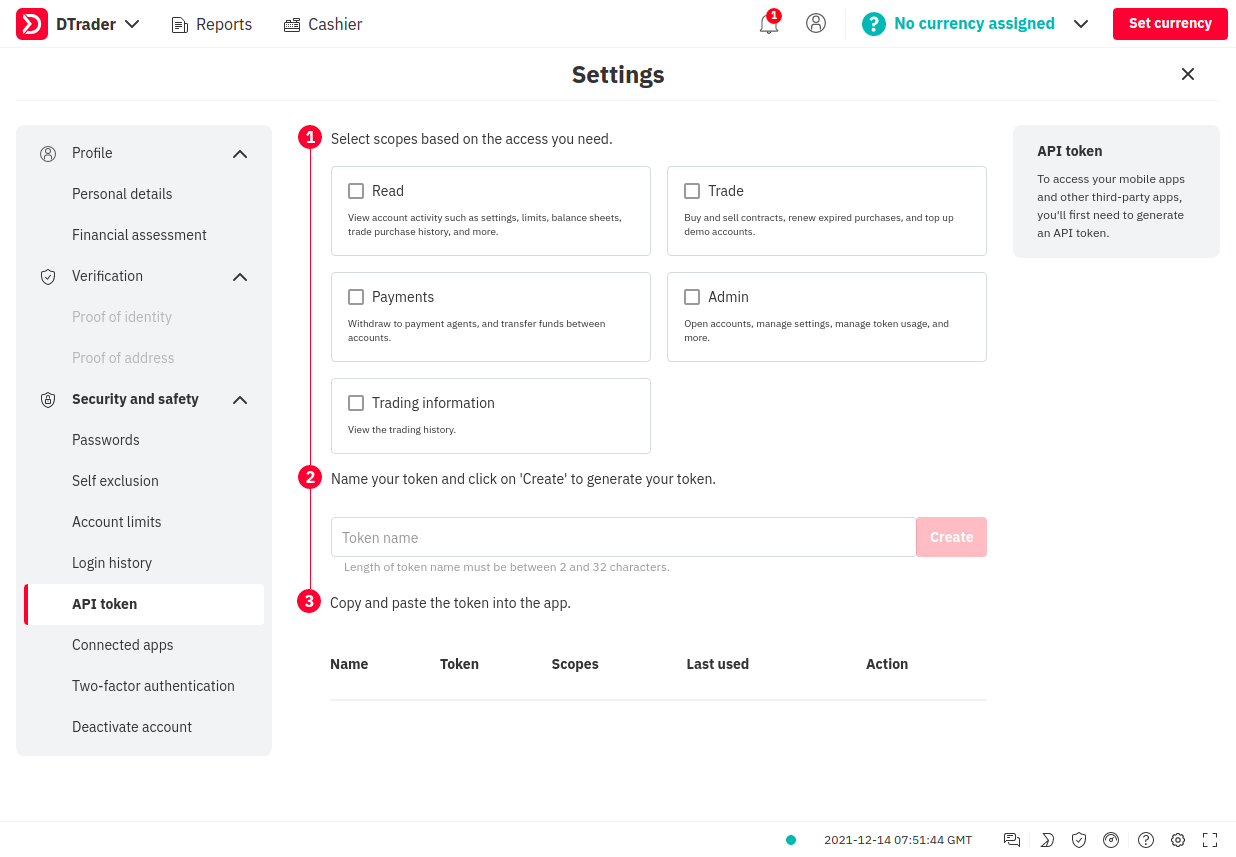 DTrader
Reports
Cashier
1
? No currency assigned
Set currency
Settings
Profile
Personal details
Financial assessment
Verification
Proof of identity
Proof of address
Security and safety
Passwords
Self exclusion
Account limits
Login history
API token
Connected apps
Two-factor authentication
Deactivate account
1 Select scopes based on the access you need.
Read
View account activity such as settings, limits, balance sheets,
trade purchase history, and more.
Trade
Buy and sell contracts, renew expired purchases, and top up
demo accounts.
Payments
Withdraw to payment agents, and transfer funds between
accounts.
Admin
Open accounts, manage settings, manage token usage, and
more.
Trading information
View the trading history.
2 Name your token and click on 'Create' to generate your token.
Token name
Create
Length of token name must be between 2 and 32 characters.
3 Copy and paste the token into the app.
Name Token Scopes Last used Action
API token
To access your mobile apps
and other third-party apps,
you'll first need to generate
an API token.
2021-12-14 07:51:44 GMT